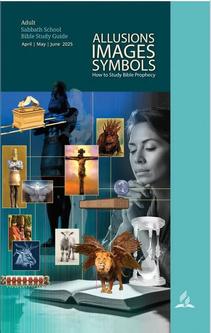 Adult
Sabbath School
Bible Study Guide
April | May | June 2025
ALLUSIONS
IMAGES
SYMBOLS
How to Study Bible Prophecy